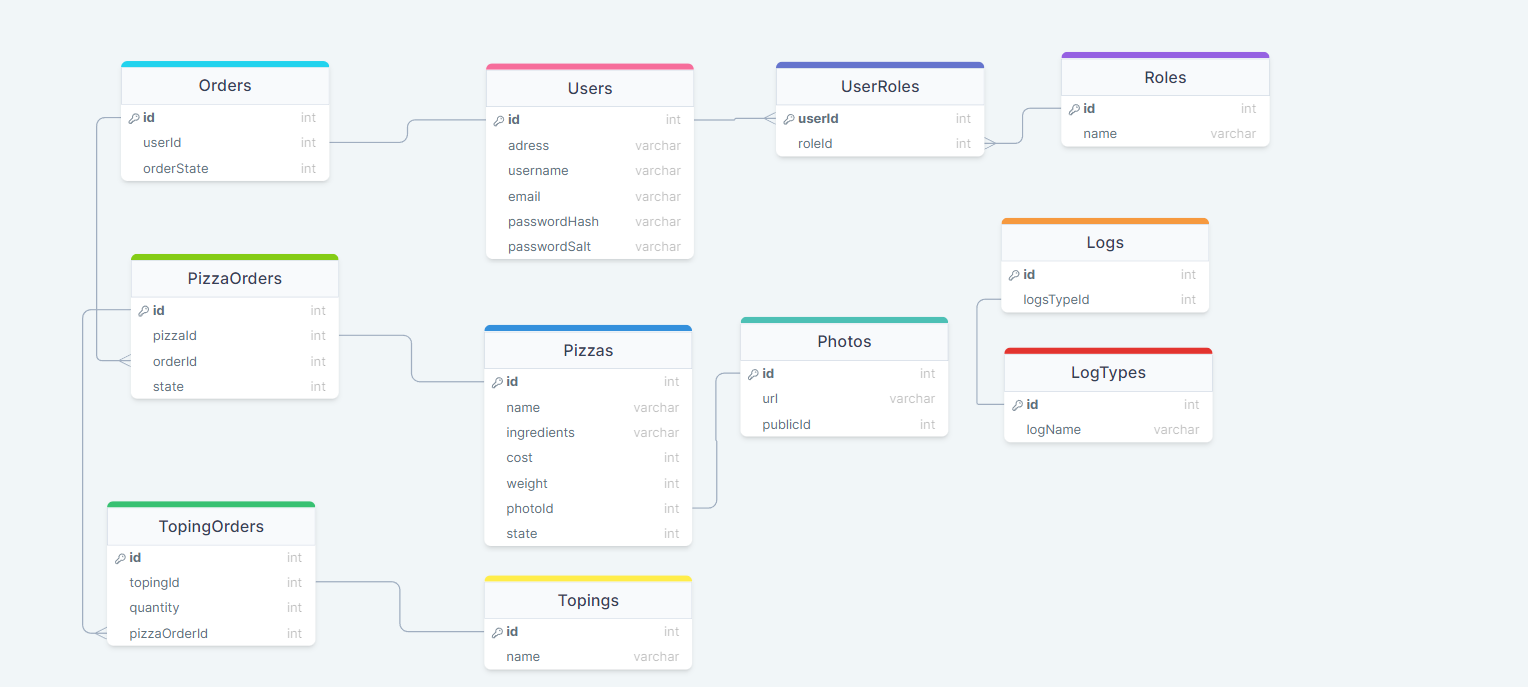 Orders
id int
userId int
orderState int
Users
id int
adress varchar
username varchar
email varchar
passwordHash varchar
passwordSalt varchar
UserRoles
userId int
roleId int
Roles
id int
name varchar
PizzaOrders
id int
pizzaId int
orderId int
state int
Pizzas
id int
name varchar
ingredients varchar
cost int
weight int
photoId int
state int
Photos
id int
url varchar
publicId int
Logs
id int
logsTypeId int
LogTypes
id int
logName varchar
TopingOrders
id int
topingId int
quantity int
pizzaOrderId int
Topings
id int
name varchar